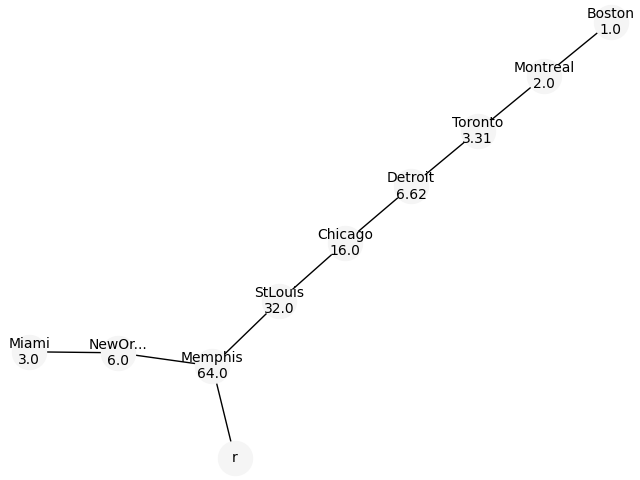 Boston
1.0
Montreal
2.0
Toronto
3.31
Detroit
6.62
Chicago
16.0
StLouis
32.0
Miami
3.0
NewOr...
6.0
Memphis
64.0
r